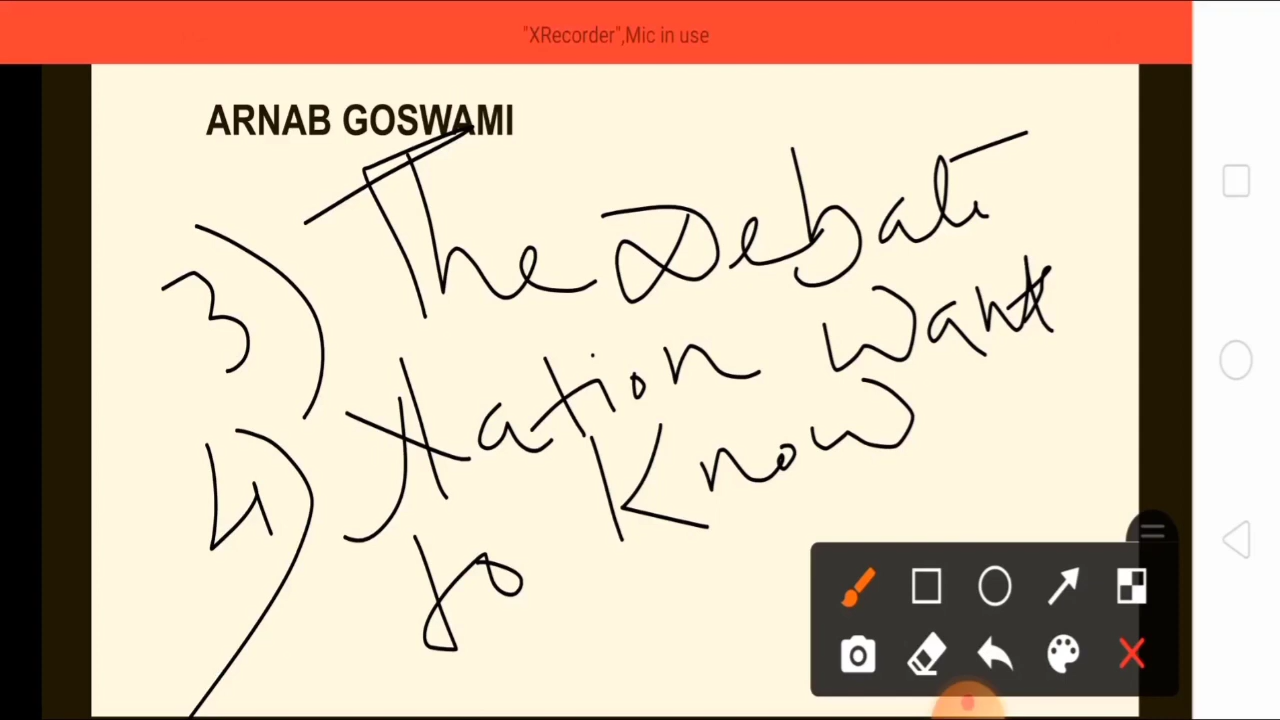 "XRecorder",Mic in use
ARNAB GOSWAMI
3) The Debate
4) Nation Want
to Know